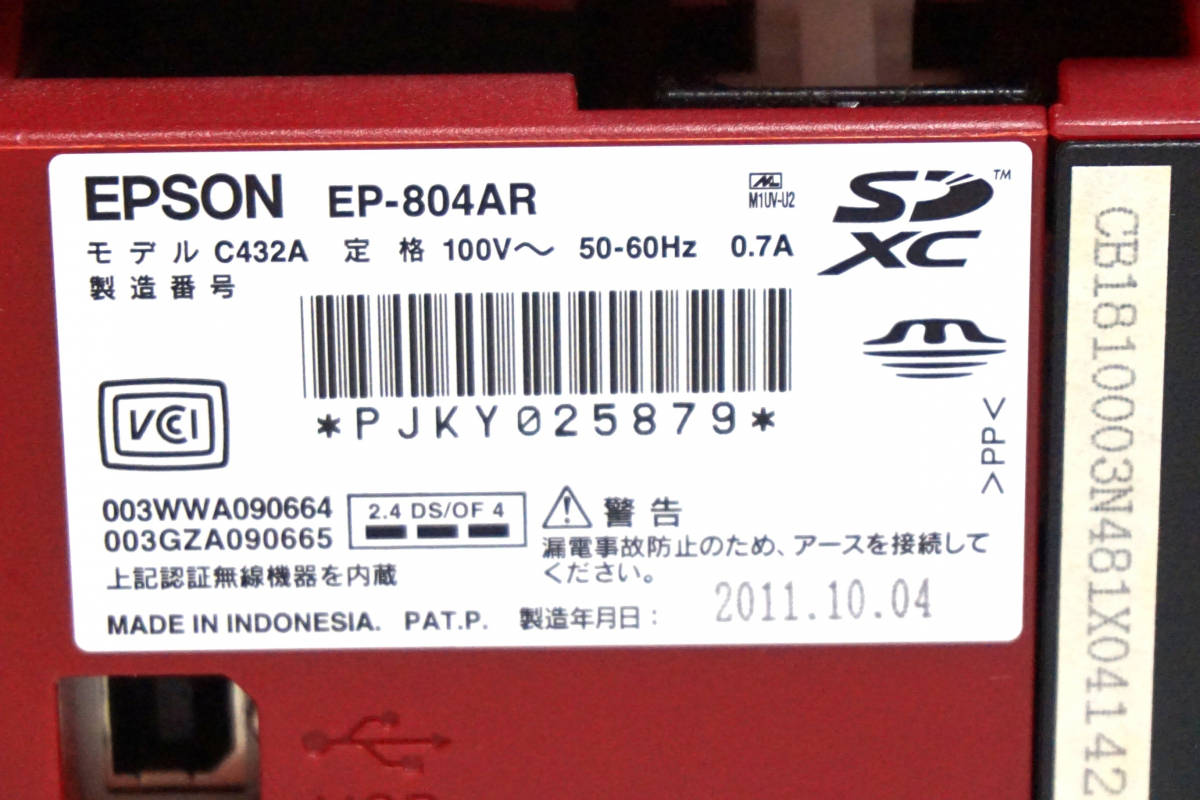 EPSON EP-804AR
M1UV-U2
SD XC™
モデル C432A 定格 100V～ 50-60Hz 0.7A
製造番号
*PJKY025879*
VCCI
>PP<
003WWA090664
003GZA090665
上記認証無線機器を内蔵
2.4 DS/OF 4
警告
漏電事故防止のため、アースを接続して
ください。
MADE IN INDONESIA. PAT.P. 製造年月日：2011.10.04
CB1810003N481X04142